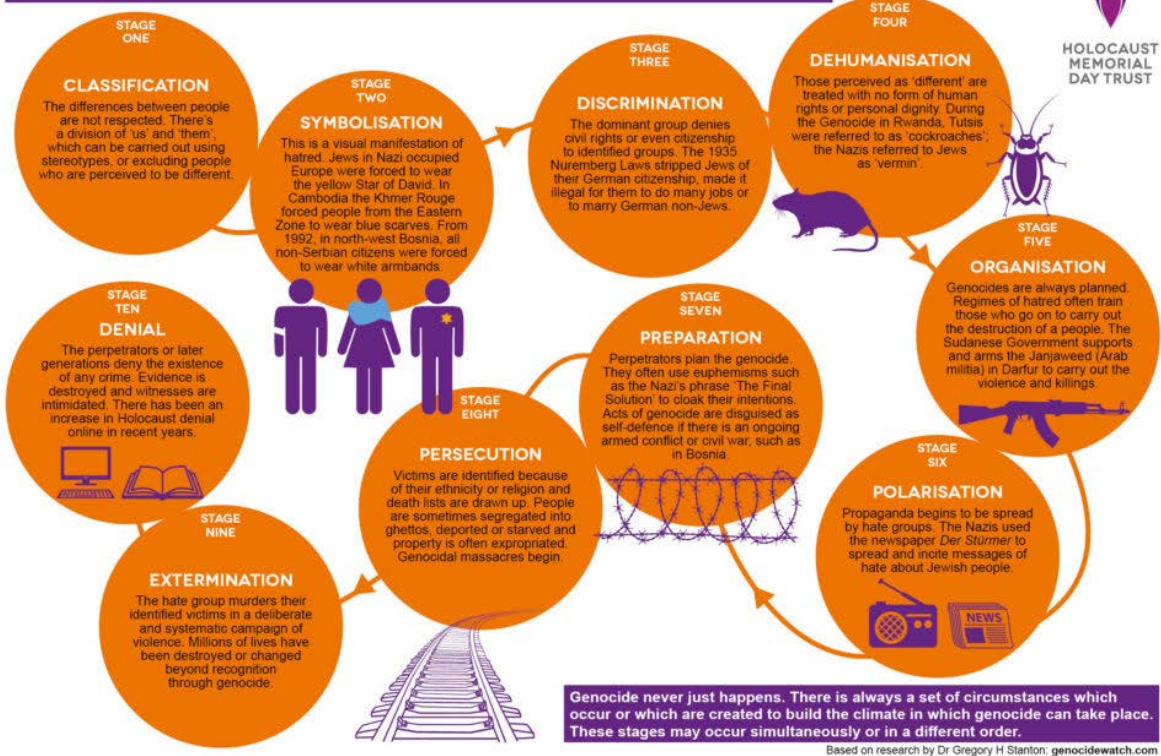 STAGE
ONE
CLASSIFICATION
The differences between people
are not respected. There's
a division of 'us' and 'them',
which can be carried out using
stereotypes, or excluding people
who are perceived to be different.
STAGE
TWO
SYMBOLISATION
This is a visual manifestation of
hatred. Jews in Nazi occupied
Europe were forced to wear
the yellow Star of David. In
Cambodia the Khmer Rouge
forced people from the Eastern
Zone to wear blue scarves. From
1992, in north-west Bosnia, all
non-Serbian citizens were forced
to wear white armbands.
STAGE
THREE
DISCRIMINATION
The dominant group denies
civil rights or even citizenship
to identified groups. The 1935
Nuremberg Laws stripped Jews of
their German citizenship, made it
illegal for them to do many jobs or
to marry German non-Jews.
STAGE
FOUR
DEHUMANISATION
Those perceived as 'different' are
treated with no form of human
rights or personal dignity. During
the Genocide in Rwanda, Tutsis
were referred to as 'cockroaches';
the Nazis referred to Jews
as 'vermin'.
HOLOCAUST
MEMORIAL
DAY TRUST
STAGE
FIVE
ORGANISATION
Genocides are always planned.
Regimes of hatred often train
those who go on to carry out
the destruction of a people. The
Sudanese Government supports
and arms the Janjaweed (Arab
militia) in Darfur to carry out the
violence and killings.
STAGE
SIX
POLARISATION
Propaganda begins to be spread
by hate groups. The Nazis used
the newspaper Der Stürmer to
spread and incite messages of
hate about Jewish people.
NEWS
STAGE
SEVEN
PREPARATION
Perpetrators plan the genocide.
They often use euphemisms such
as the Nazi's phrase 'The Final
Solution' to cloak their intentions.
Acts of genocide are disguised as
self-defence if there is an ongoing
armed conflict or civil war, such as
in Bosnia.
STAGE
EIGHT
PERSECUTION
Victims are identified because
of their ethnicity or religion and
death lists are drawn up. People
are sometimes segregated into
ghettos, deported or starved and
property is often expropriated.
Genocidal massacres begin.
STAGE
NINE
EXTERMINATION
The hate group murders their
identified victims in a deliberate
and systematic campaign of
violence. Millions of lives have
been destroyed or changed
beyond recognition
through genocide.
STAGE
TEN
DENIAL
The perpetrators or later
generations deny the existence
of any crime. Evidence is
destroyed and witnesses are
intimidated. There has been an
increase in Holocaust denial
online in recent years.
Genocide never just happens. There is always a set of circumstances which
occur or which are created to build the climate in which genocide can take place.
These stages may occur simultaneously or in a different order.
Based on research by Dr Gregory H Stanton: genocidewatch.com